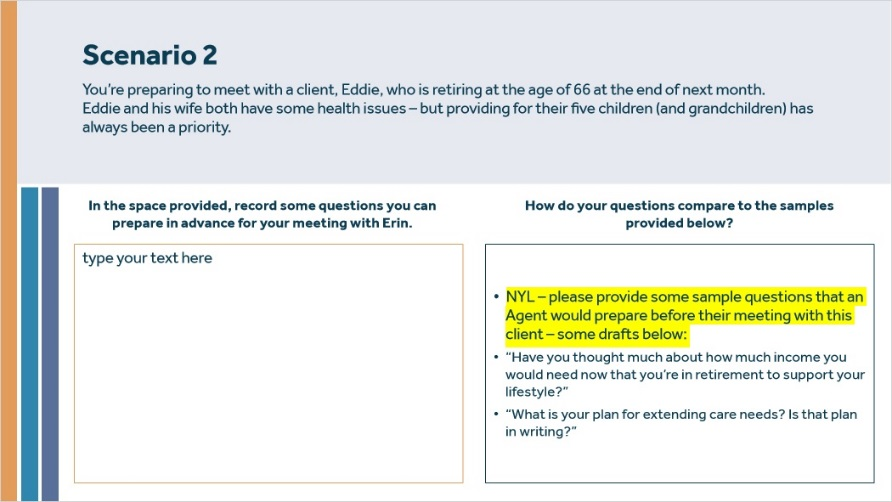 Scenario 2
You're preparing to meet with a client, Eddie, who is retiring at the age of 66 at the end of next month.
Eddie and his wife both have some health issues – but providing for their five children (and grandchildren) has
always been a priority.
In the space provided, record some questions you can
prepare in advance for your meeting with Erin.
type your text here
How do your questions compare to the samples
provided below?
• NYL – please provide some sample questions that an
Agent would prepare before their meeting with this
client – some drafts below:
• "Have you thought much about how much income you
would need now that you're in retirement to support your
lifestyle?"
• "What is your plan for extending care needs? Is that plan
in writing?"